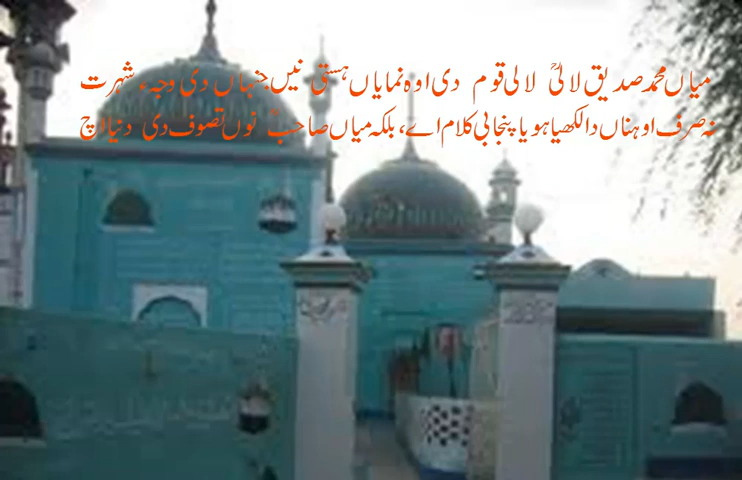 میاں محمد صدیق لالیؒ لالی قوم دی اوہ نمایاں ہستی نیں جنہاں دی وجہ شہرت
نہ صرف اوہناں دا لکھیا ہویا پنجابی کلام اے، بلکہ میاں صاحبؒ نوں تصوف دی دنیا اچ